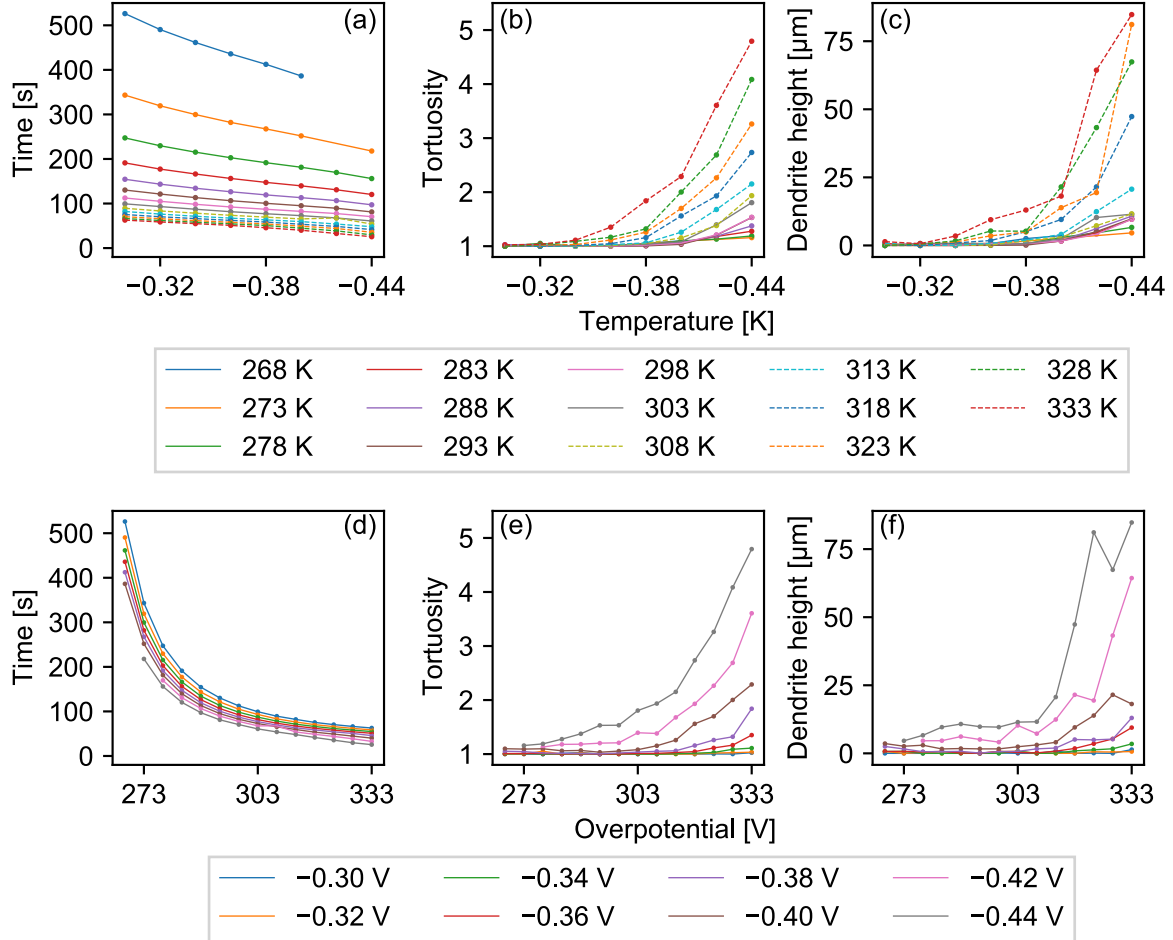 (a) (b) (c)
Time [s]
500
400
300
200
100
0
−0.32 −0.38 −0.44
Tortuosity
5
4
3
2
1
−0.32 −0.38 −0.44
Dendrite height [μm]
75
50
25
0
−0.32 −0.38 −0.44
Temperature [K]
268 K 283 K 298 K 313 K 328 K
273 K 288 K 303 K 318 K 333 K
278 K 293 K 308 K 323 K
(d) (e) (f)
Time [s]
500
400
300
200
100
0
273 303 333
Tortuosity
5
4
3
2
1
273 303 333
Dendrite height [μm]
75
50
25
0
273 303 333
Overpotential [V]
−0.30 V −0.34 V −0.38 V −0.42 V
−0.32 V −0.36 V −0.40 V −0.44 V